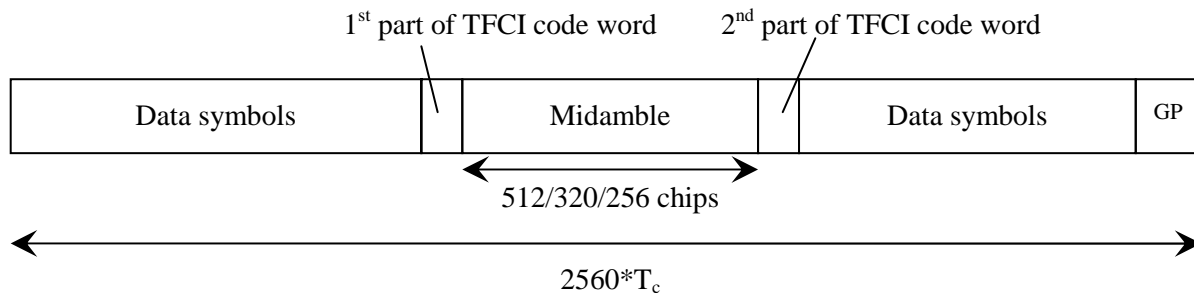 1st part of TFCI code word 2nd part of TFCI code word
Data symbols Midamble Data symbols GP
512/320/256 chips
2560*Tc